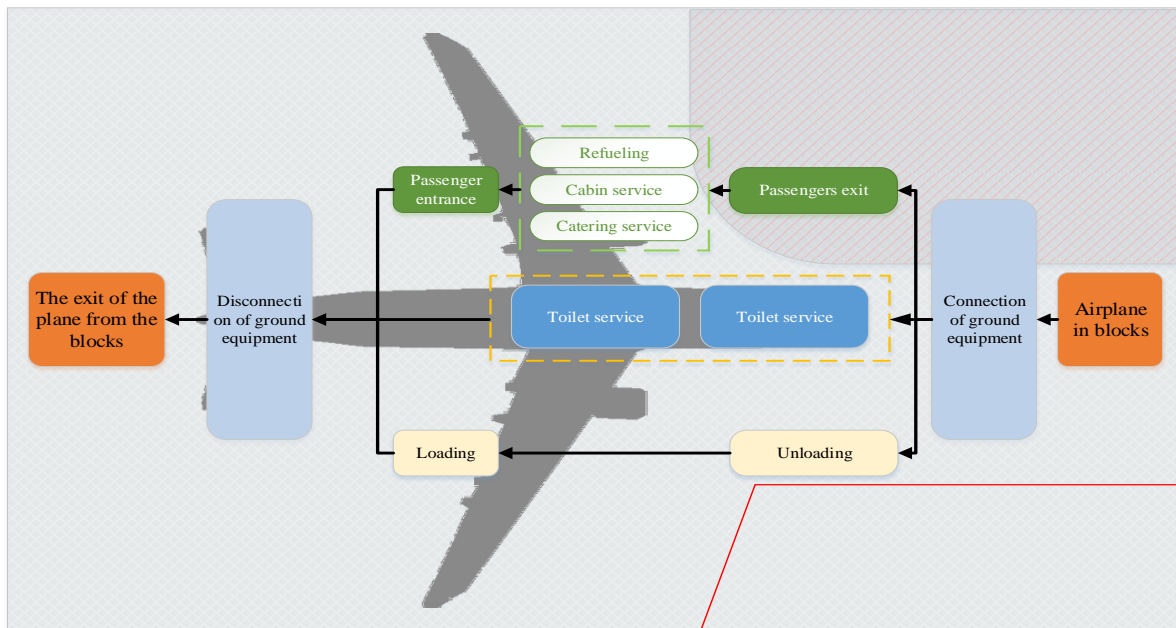 Refueling
Passenger
entrance
Cabin service
Passengers exit
Catering service
The exit of the
plane from the
blocks
Disconnecti
on of ground
equipment
Toilet service
Toilet service
Connection
of ground
equipment
Airplane
in blocks
Loading
Unloading